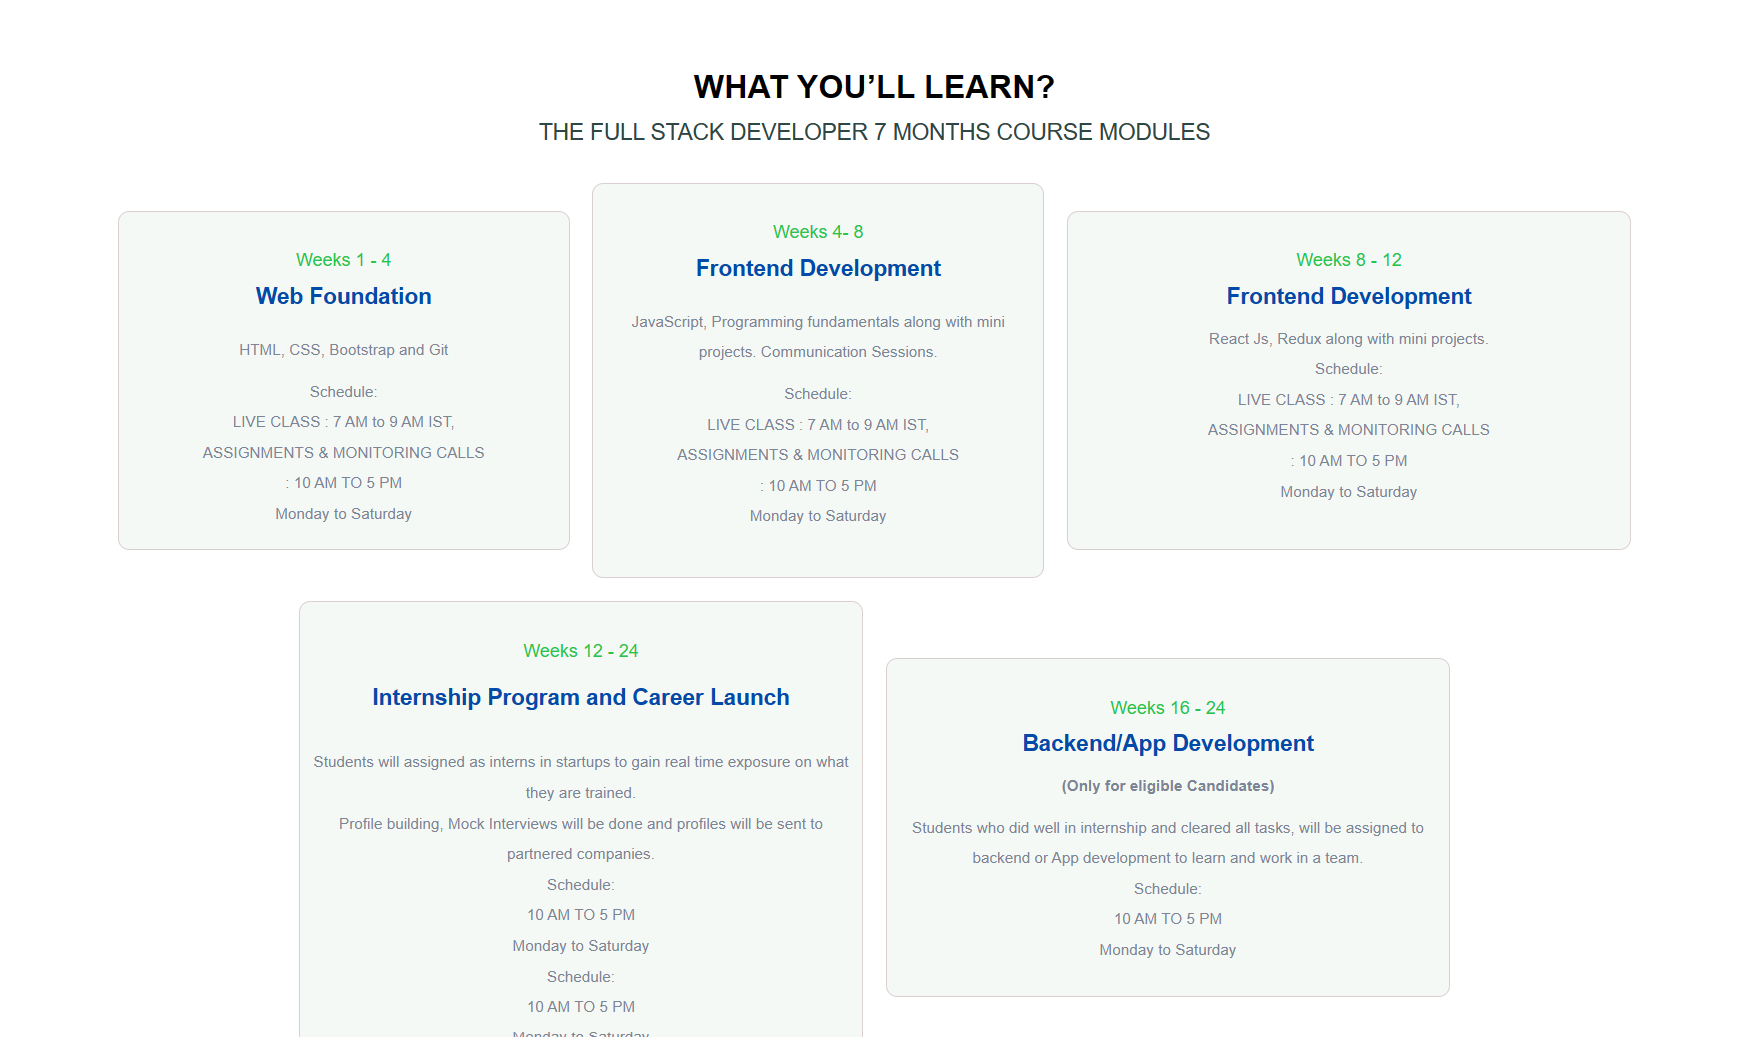 WHAT YOU’LL LEARN?
THE FULL STACK DEVELOPER 7 MONTHS COURSE MODULES
Weeks 1 - 4
Web Foundation
HTML, CSS, Bootstrap and Git
Schedule:
LIVE CLASS : 7 AM to 9 AM IST,
ASSIGNMENTS & MONITORING CALLS
: 10 AM TO 5 PM
Monday to Saturday
Weeks 4- 8
Frontend Development
JavaScript, Programming fundamentals along with mini
projects. Communication Sessions.
Schedule:
LIVE CLASS : 7 AM to 9 AM IST,
ASSIGNMENTS & MONITORING CALLS
: 10 AM TO 5 PM
Monday to Saturday
Weeks 8 - 12
Frontend Development
React Js, Redux along with mini projects.
Schedule:
LIVE CLASS : 7 AM to 9 AM IST,
ASSIGNMENTS & MONITORING CALLS
: 10 AM TO 5 PM
Monday to Saturday
Weeks 12 - 24
Internship Program and Career Launch
Students will assigned as interns in startups to gain real time exposure on what
they are trained.
Profile building, Mock Interviews will be done and profiles will be sent to
partnered companies.
Schedule:
10 AM TO 5 PM
Monday to Saturday
Schedule:
10 AM TO 5 PM
Monday to Saturday
Weeks 16 - 24
Backend/App Development
(Only for eligible Candidates)
Students who did well in internship and cleared all tasks, will be assigned to
backend or App development to learn and work in a team.
Schedule:
10 AM TO 5 PM
Monday to Saturday